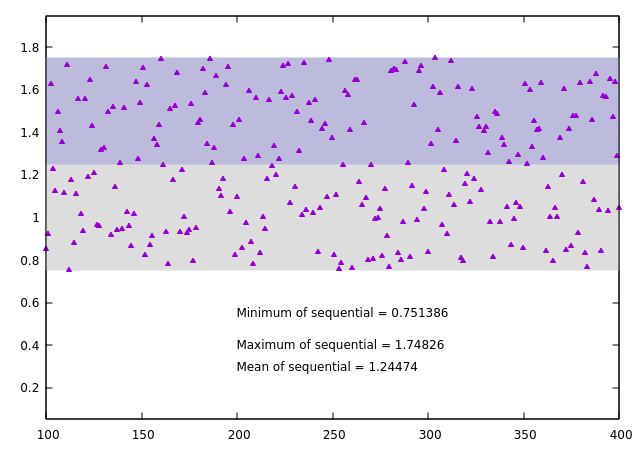 1.8
1.6
1.4
1.2
1
0.8
0.6
Minimum of sequential = 0.751386
0.4
Maximum of sequential = 1.74826
Mean of sequential = 1.24474
0.2
100 150 200 250 300 350 400